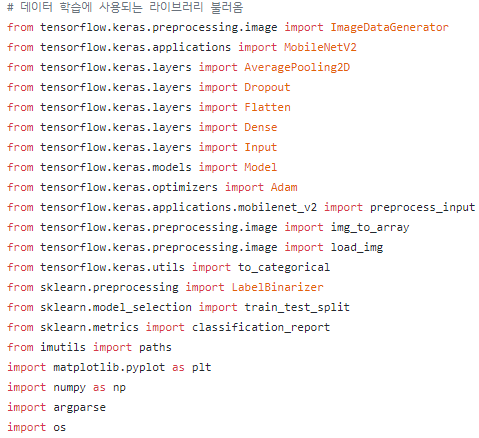 # 데이터 학습에 사용되는 라이브러리 불러옴
from tensorflow.keras.preprocessing.image import ImageDataGenerator
from tensorflow.keras.applications import MobileNetV2
from tensorflow.keras.layers import AveragePooling2D
from tensorflow.keras.layers import Dropout
from tensorflow.keras.layers import Flatten
from tensorflow.keras.layers import Dense
from tensorflow.keras.layers import Input
from tensorflow.keras.models import Model
from tensorflow.keras.optimizers import Adam
from tensorflow.keras.applications.mobilenet_v2 import preprocess_input
from tensorflow.keras.preprocessing.image import img_to_array
from tensorflow.keras.preprocessing.image import load_img
from tensorflow.keras.utils import to_categorical
from sklearn.preprocessing import LabelBinarizer
from sklearn.model_selection import train_test_split
from sklearn.metrics import classification_report
from imutils import paths
import matplotlib.pyplot as plt
import numpy as np
import argparse
import os